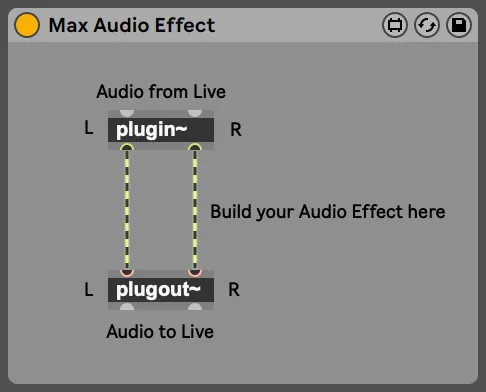 Max Audio Effect
Audio from Live
L plugin~ R
Build your Audio Effect here
L plugout~ R
Audio to Live